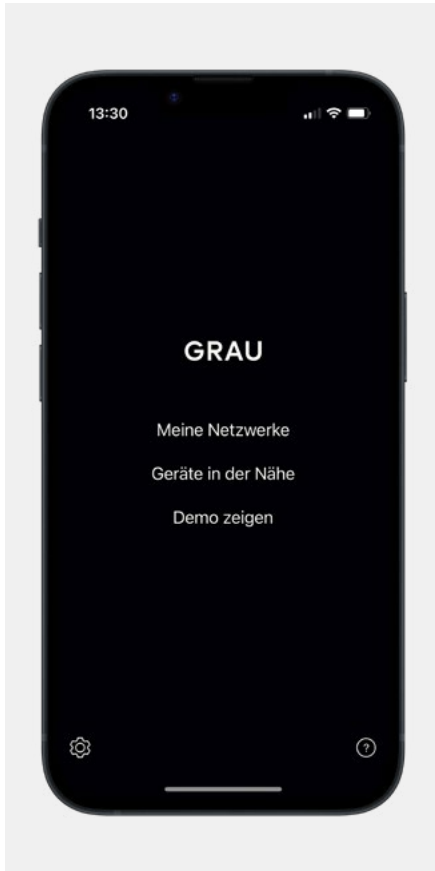 13:30
GRAU
Meine Netzwerke
Geräte in der Nähe
Demo zeigen
?